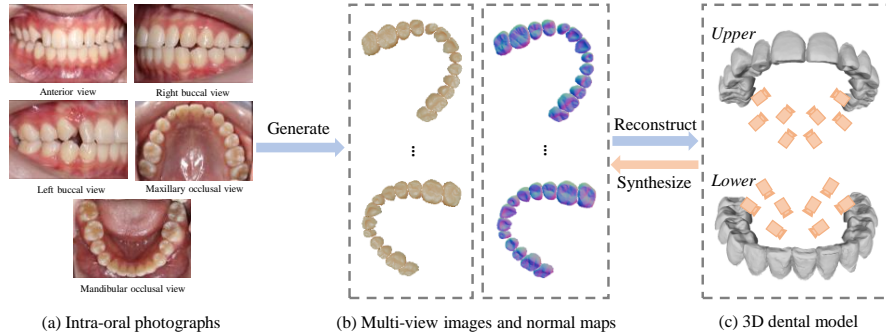 Anterior view
Right buccal view
Left buccal view
Maxillary occlusal view
Mandibular occlusal view
(a) Intra-oral photographs
Generate
...
...
(b) Multi-view images and normal maps
Reconstruct
Synthesize
Upper
Lower
(c) 3D dental model